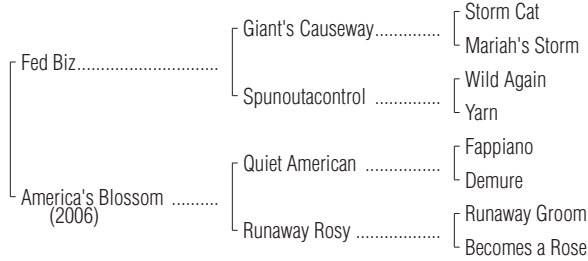 Storm Cat
Giant's Causeway..............
Mariah's Storm
Fed Biz..............................
Wild Again
Spunoutacontrol ..............
Yarn
Fappiano
Quiet American ................
Demure
America's Blossom ..........
(2006)
Runaway Groom
Runaway Rosy ..................
Becomes a Rose